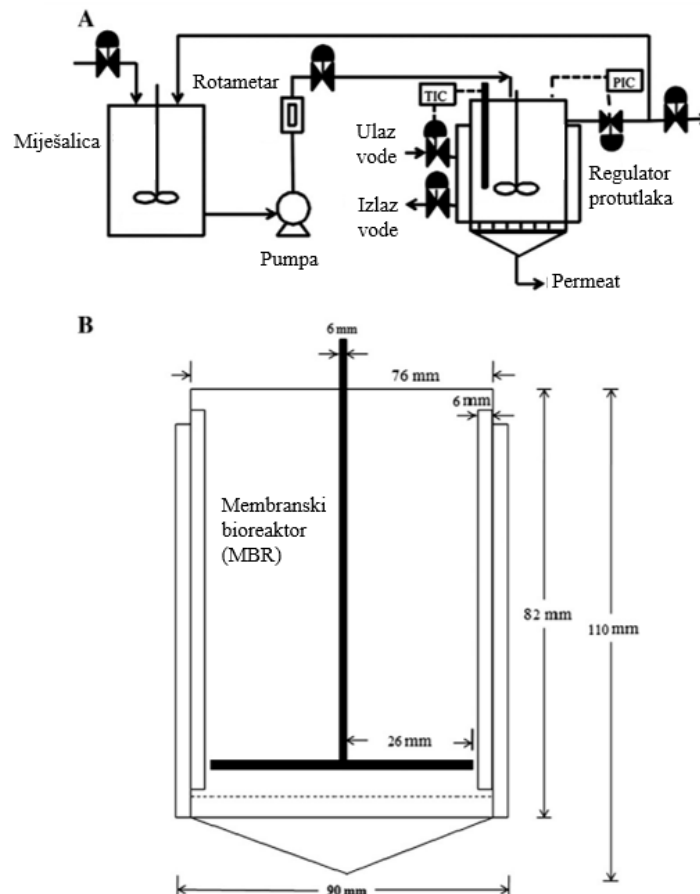 A
Rotametar
Miješalica
Pumpa
TIC
PIC
Ulaz
vode
Izlaz
vode
Regulator
protutlaka
Permeat
B
6 mm
76 mm
6 mm
Membranski
bioreaktor
(MBR)
82 mm
110 mm
26 mm
90 mm